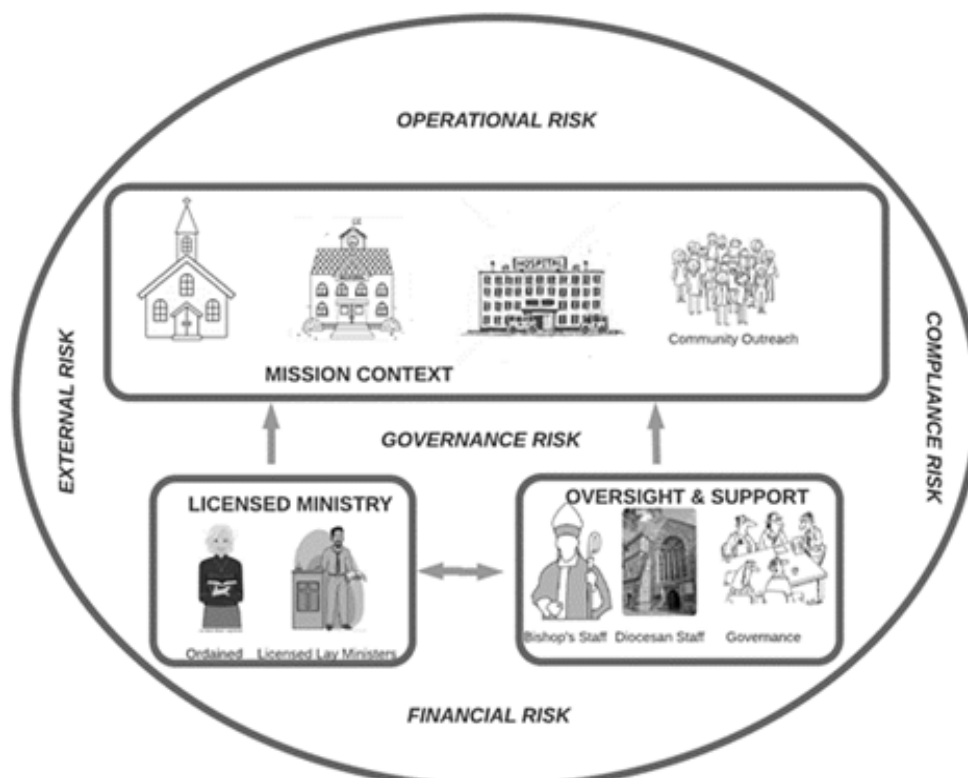 OPERATIONAL RISK
HOSPITAL
Community Outreach
MISSION CONTEXT
EXTERNAL RISK
COMPLIANCE RISK
GOVERNANCE RISK
LICENSED MINISTRY
OVERSIGHT & SUPPORT
Ordained
Licensed Lay Ministers
Bishop's Staff
Diocesan Staff
Governance
FINANCIAL RISK